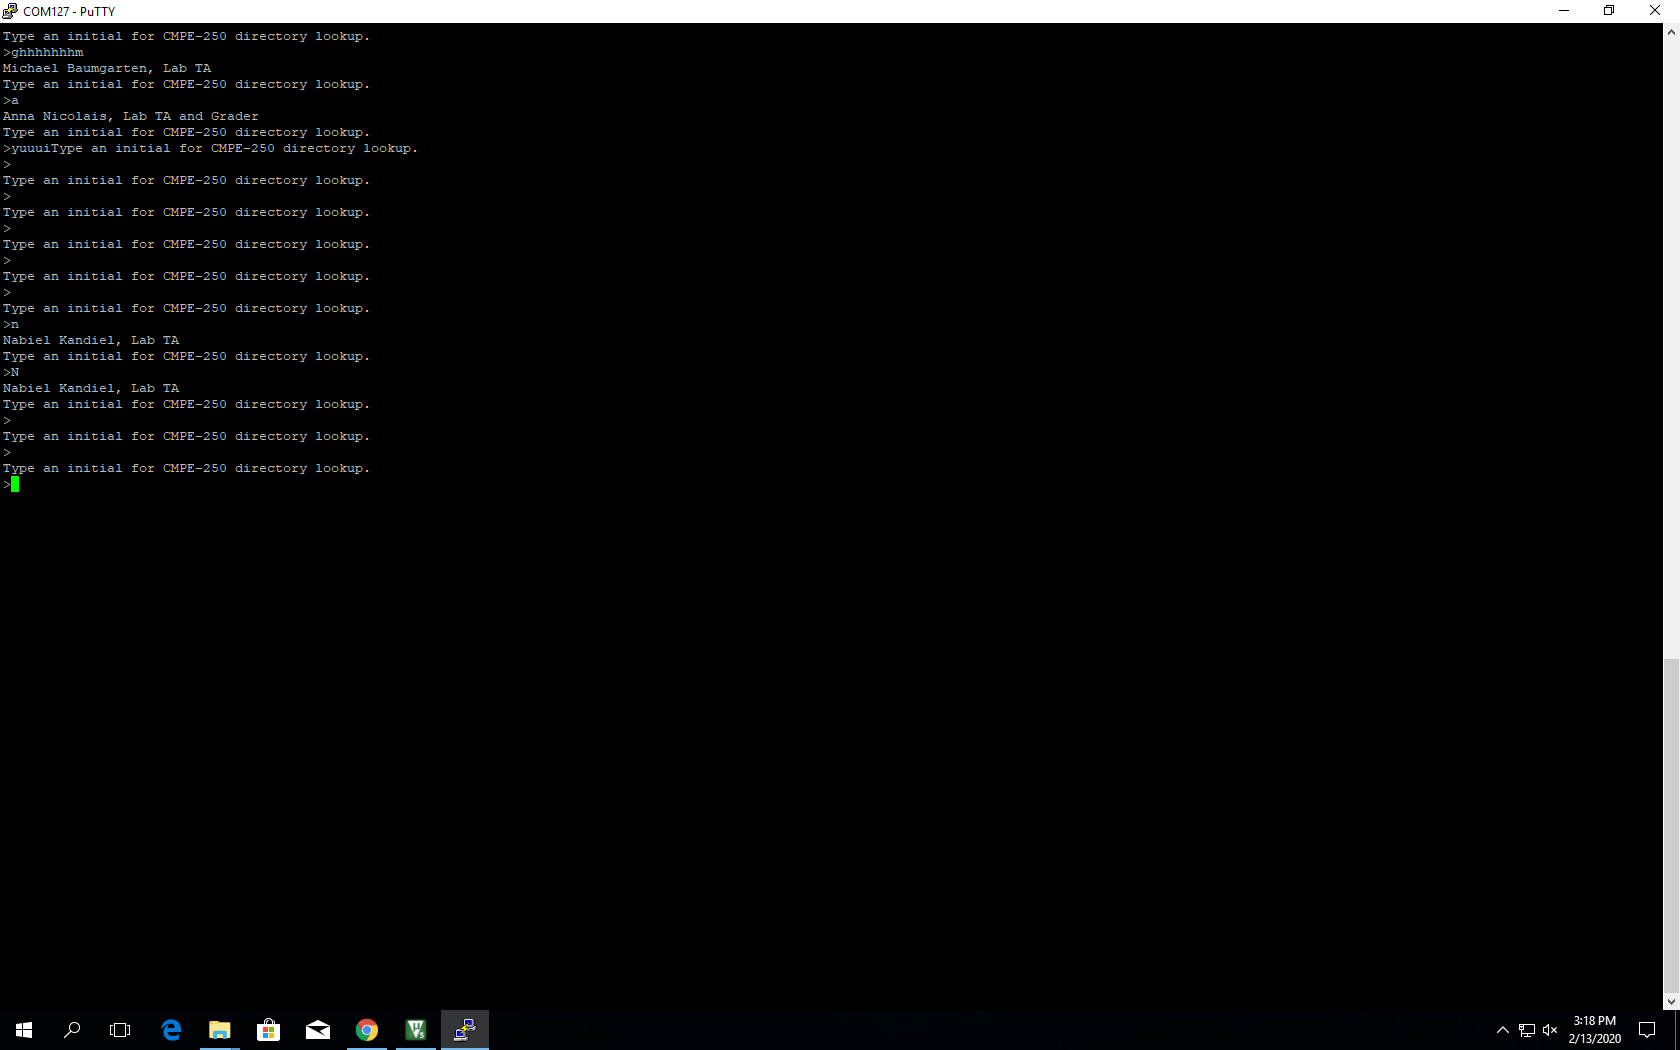 COM127 - PuTTY
Type an initial for CMPE-250 directory lookup.
>ghhhhhhhm
Michael Baumgarten, Lab TA
Type an initial for CMPE-250 directory lookup.
>a
Anna Nicolais, Lab TA and Grader
Type an initial for CMPE-250 directory lookup.
>yuuuiType an initial for CMPE-250 directory lookup.
>
Type an initial for CMPE-250 directory lookup.
>
Type an initial for CMPE-250 directory lookup.
>
Type an initial for CMPE-250 directory lookup.
>
Type an initial for CMPE-250 directory lookup.
>
Type an initial for CMPE-250 directory lookup.
>n
Nabiel Kandiel, Lab TA
Type an initial for CMPE-250 directory lookup.
>N
Nabiel Kandiel, Lab TA
Type an initial for CMPE-250 directory lookup.
>
Type an initial for CMPE-250 directory lookup.
>
Type an initial for CMPE-250 directory lookup.
>
3:18 PM
2/13/2020